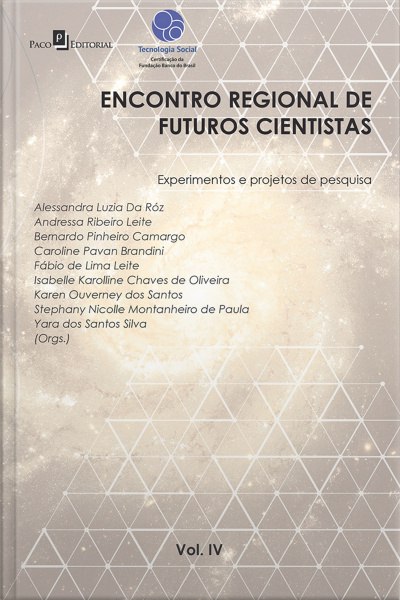 PACO P EDITORIAL
Tecnologia Social
Certificação da
Fundação Banco do Brasil
ENCONTRO REGIONAL DE
FUTUROS CIENTISTAS
Experimentos e projetos de pesquisa
Alessandra Luzia Da Róz
Andressa Ribeiro Leite
Bernardo Pinheiro Camargo
Caroline Pavan Brandini
Fábio de Lima Leite
Isabelle Karolline Chaves de Oliveira
Karen Ouverney dos Santos
Stephany Nicolle Montanheiro de Paula
Yara dos Santos Silva
(Orgs.)
Vol. IV